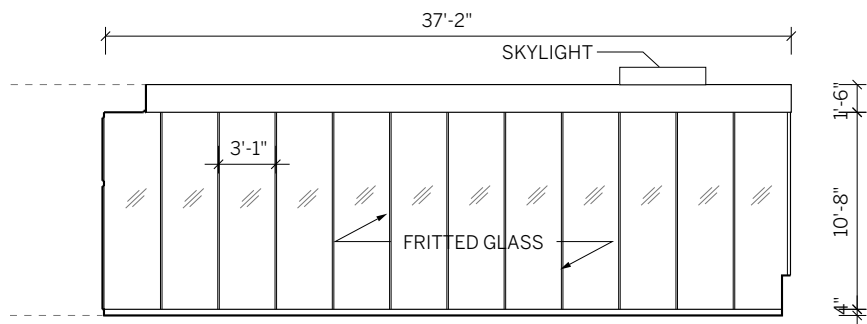 37'-2"
SKYLIGHT
1'-6"
3'-1"
10'-8"
FRITTED GLASS
4"